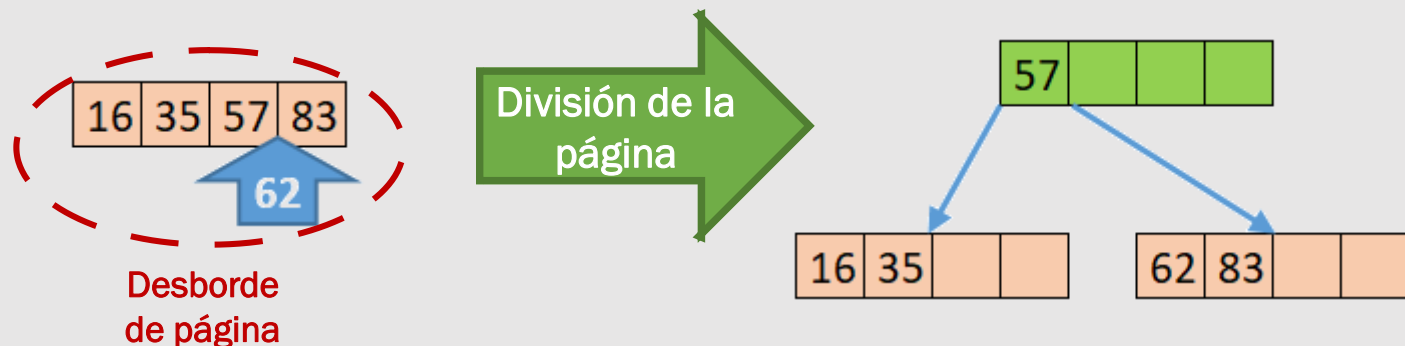 16 35 57 83
62
Desborde
de página
División de la
página
57
16 35
62 83